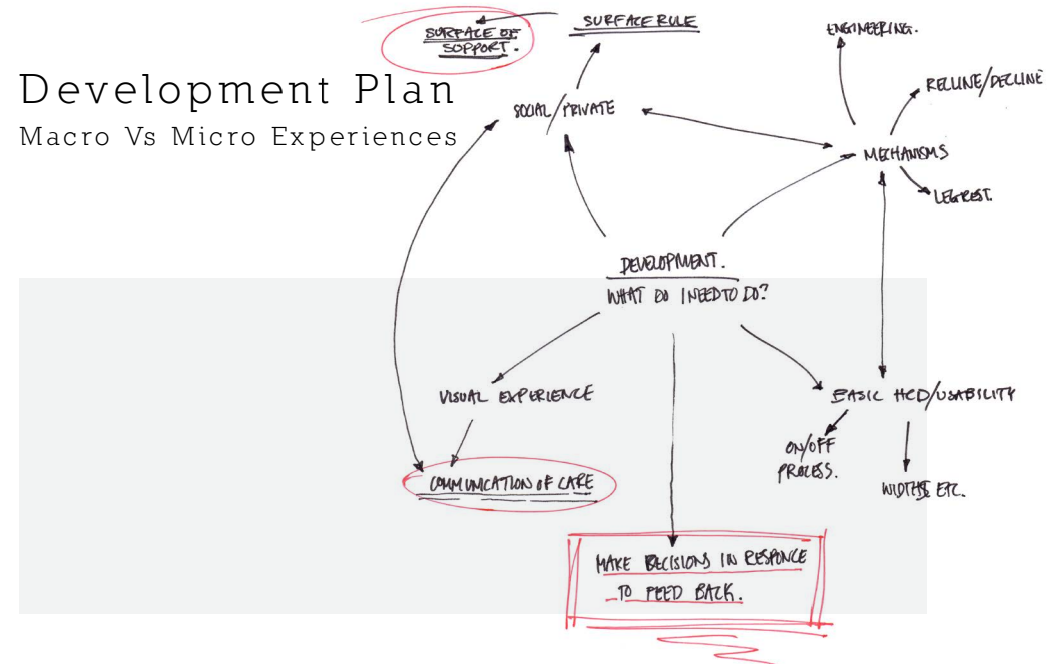 Development Plan
Macro Vs Micro Experiences
SURFACE RULE
SURFACE OF
SUPPORT.
SOCIAL/PRIVATE
ENGINEERING.
RECLINE/DECLINE
MECHANISMS
LEGREST.
DEVELOPMENT.
WHAT DO I NEED TO DO?
VISUAL EXPERIENCE
COMMUNICATION OF CARE
BASIC HCD/USABILITY
ON/OFF
PROCESS.
WIDTHS ETC.
MAKE DECISIONS IN RESPONCE
TO FEED BACK.